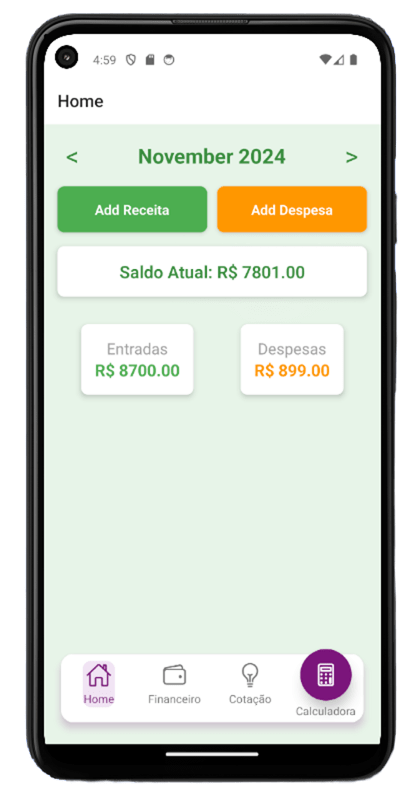 4:59
Home
< November 2024 >
Add Receita Add Despesa
Saldo Atual: R$ 7801.00
Entradas Despesas
R$ 8700.00 R$ 899.00
Home Financeiro Cotação Calculadora